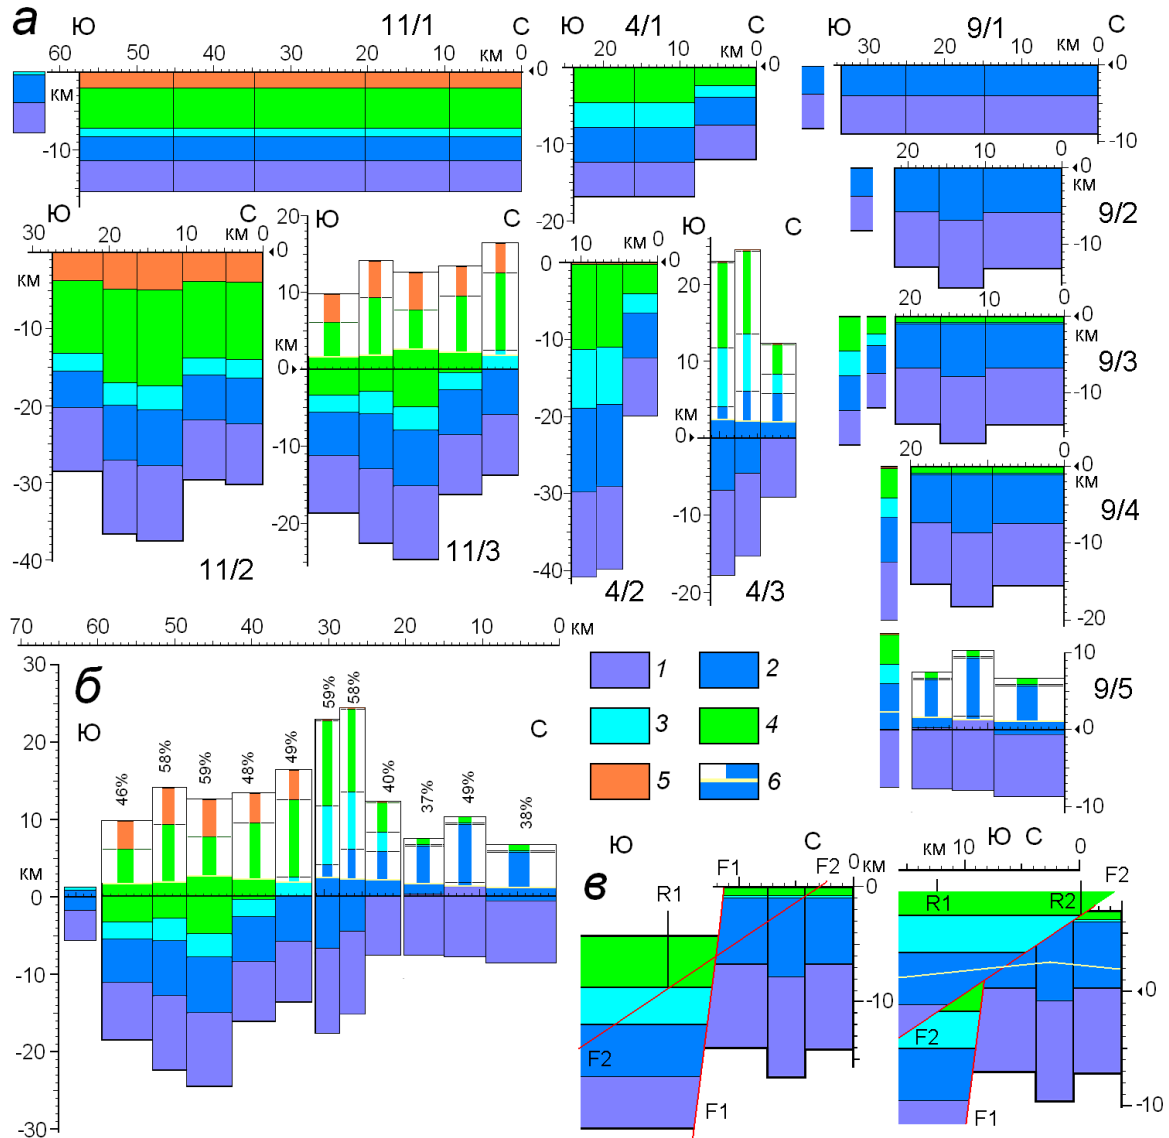 а
Ю 11/1 С
60 50 40 30 20 10 КМ 0
КМ
0
-10
Ю 4/1 С
20 10 КМ 0
0
-10
-20
9/1 С
30 20 10 КМ 0
0
-10
20 10 0
0
КМ
-10
9/2
Ю С
30 20 10 КМ 0
0
КМ
-10
-20
-30
-40
11/2
Ю С
20
10
КМ
0
-10
-20
11/3
10 КМ 0
0
-10
-20
-30
-40
4/2
Ю С
20
10
КМ
0
-10
-20
4/3
20 10 0
0
КМ
-10
9/3
20 10 0
0
КМ
-10
-20
9/4
10
0
-10
9/5
70 60 50 40 30 20 10 0 КМ
б
Ю С
30
20
10
КМ
0
-10
-20
-30
46% 58% 59% 48% 49% 59% 58% 40% 37% 49% 38%
1 2
3 4
5 6
в
Ю С
F1 F2 0 КМ
0
R1
-10
F2
F1
Ю С
КМ 10 0
F2
R1 R2
0
F2
F1
-10